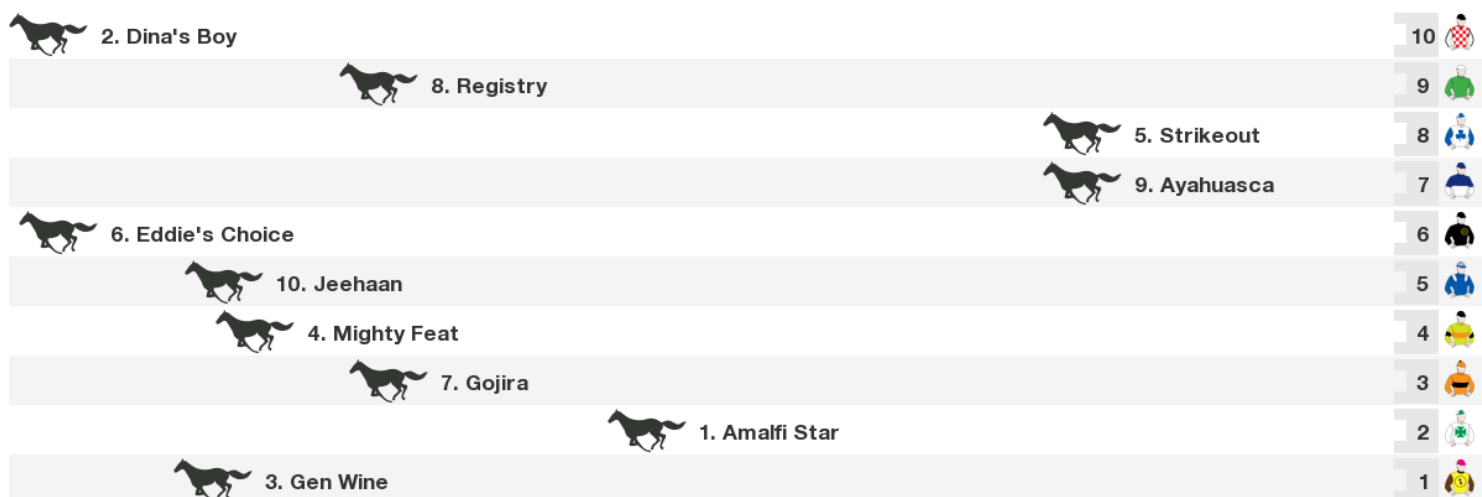 2. Dina's Boy 10
8. Registry 9
5. Strikeout 8
9. Ayahuasca 7
6. Eddie's Choice 6
10. Jeehaan 5
4. Mighty Feat 4
7. Gojira 3
1. Amalfi Star 2
3. Gen Wine 1